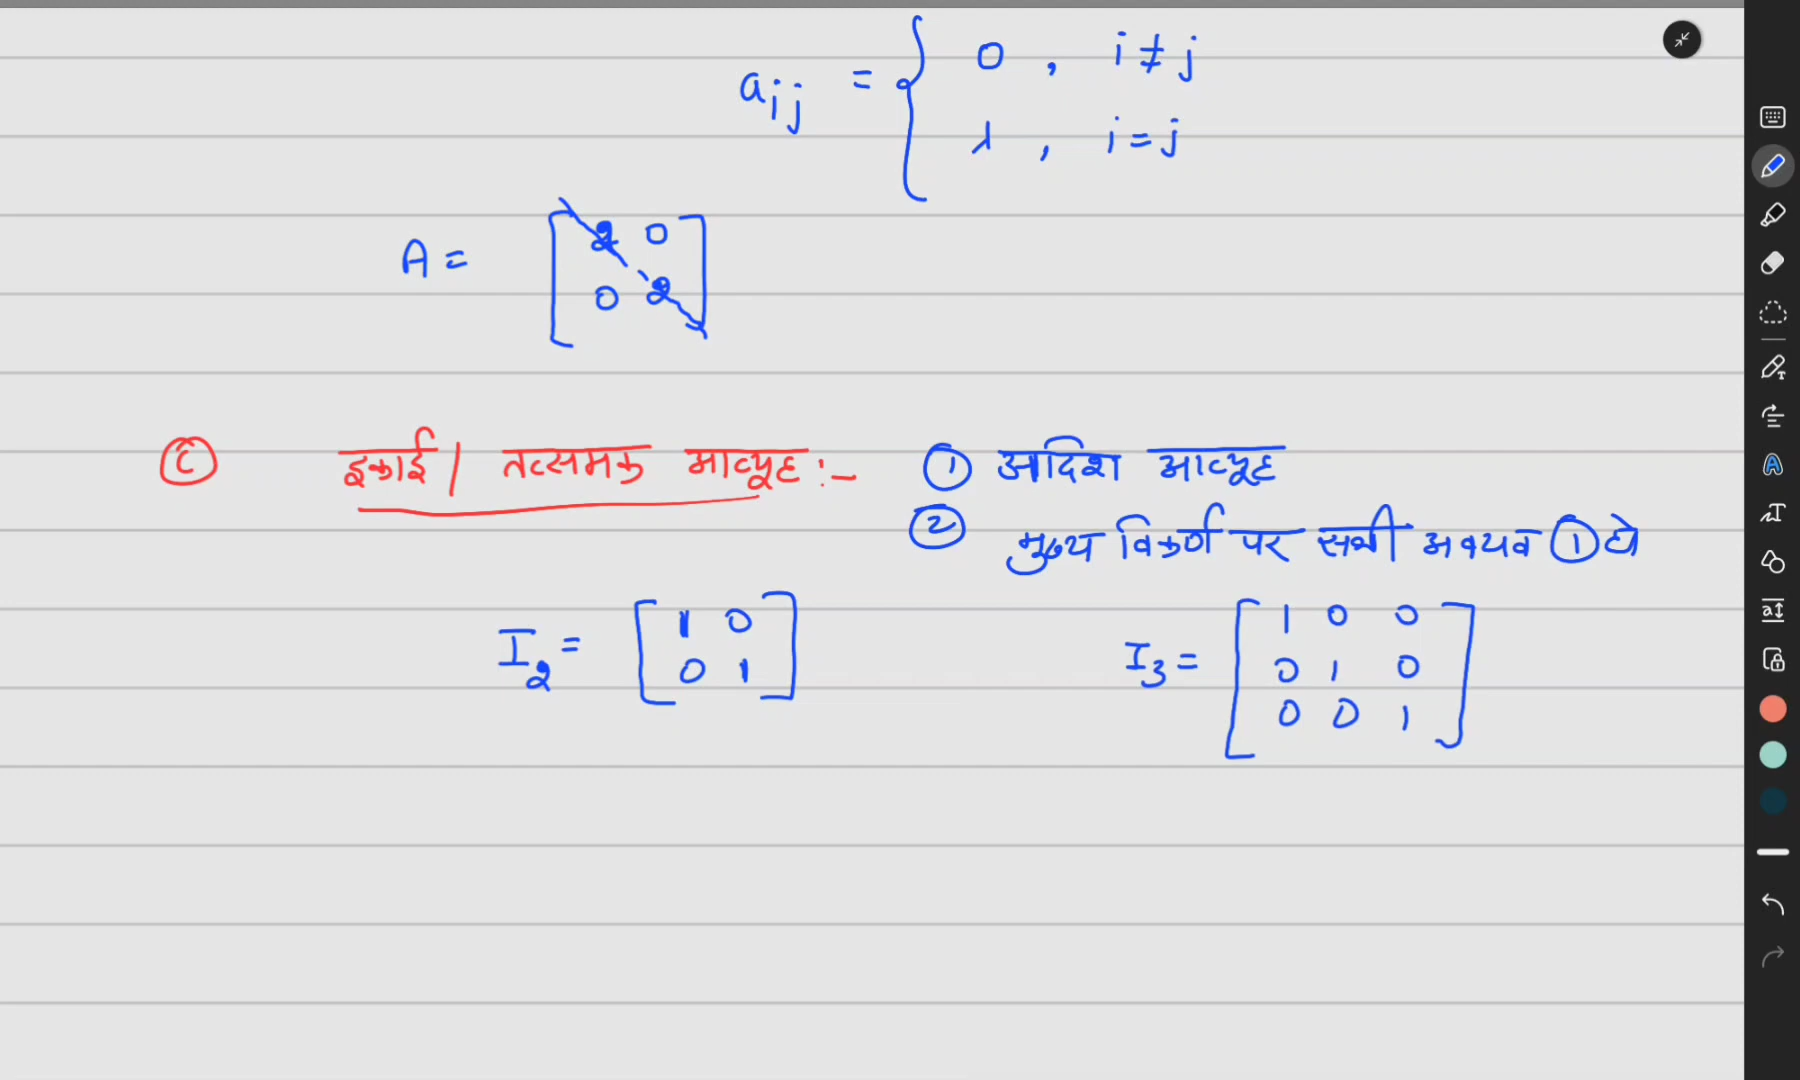 aij = { 0 , i ≠ j
λ , i = j
A = [ 2 0
0 2 ]
(C) इकाई / तत्समक आव्यूह :- ① अदिश आव्यूह
② मुख्य विकर्ण पर सभी अवयव ① हो
I2 = [ 1 0
0 1 ]
I3 = [ 1 0 0
0 1 0
0 0 1 ]